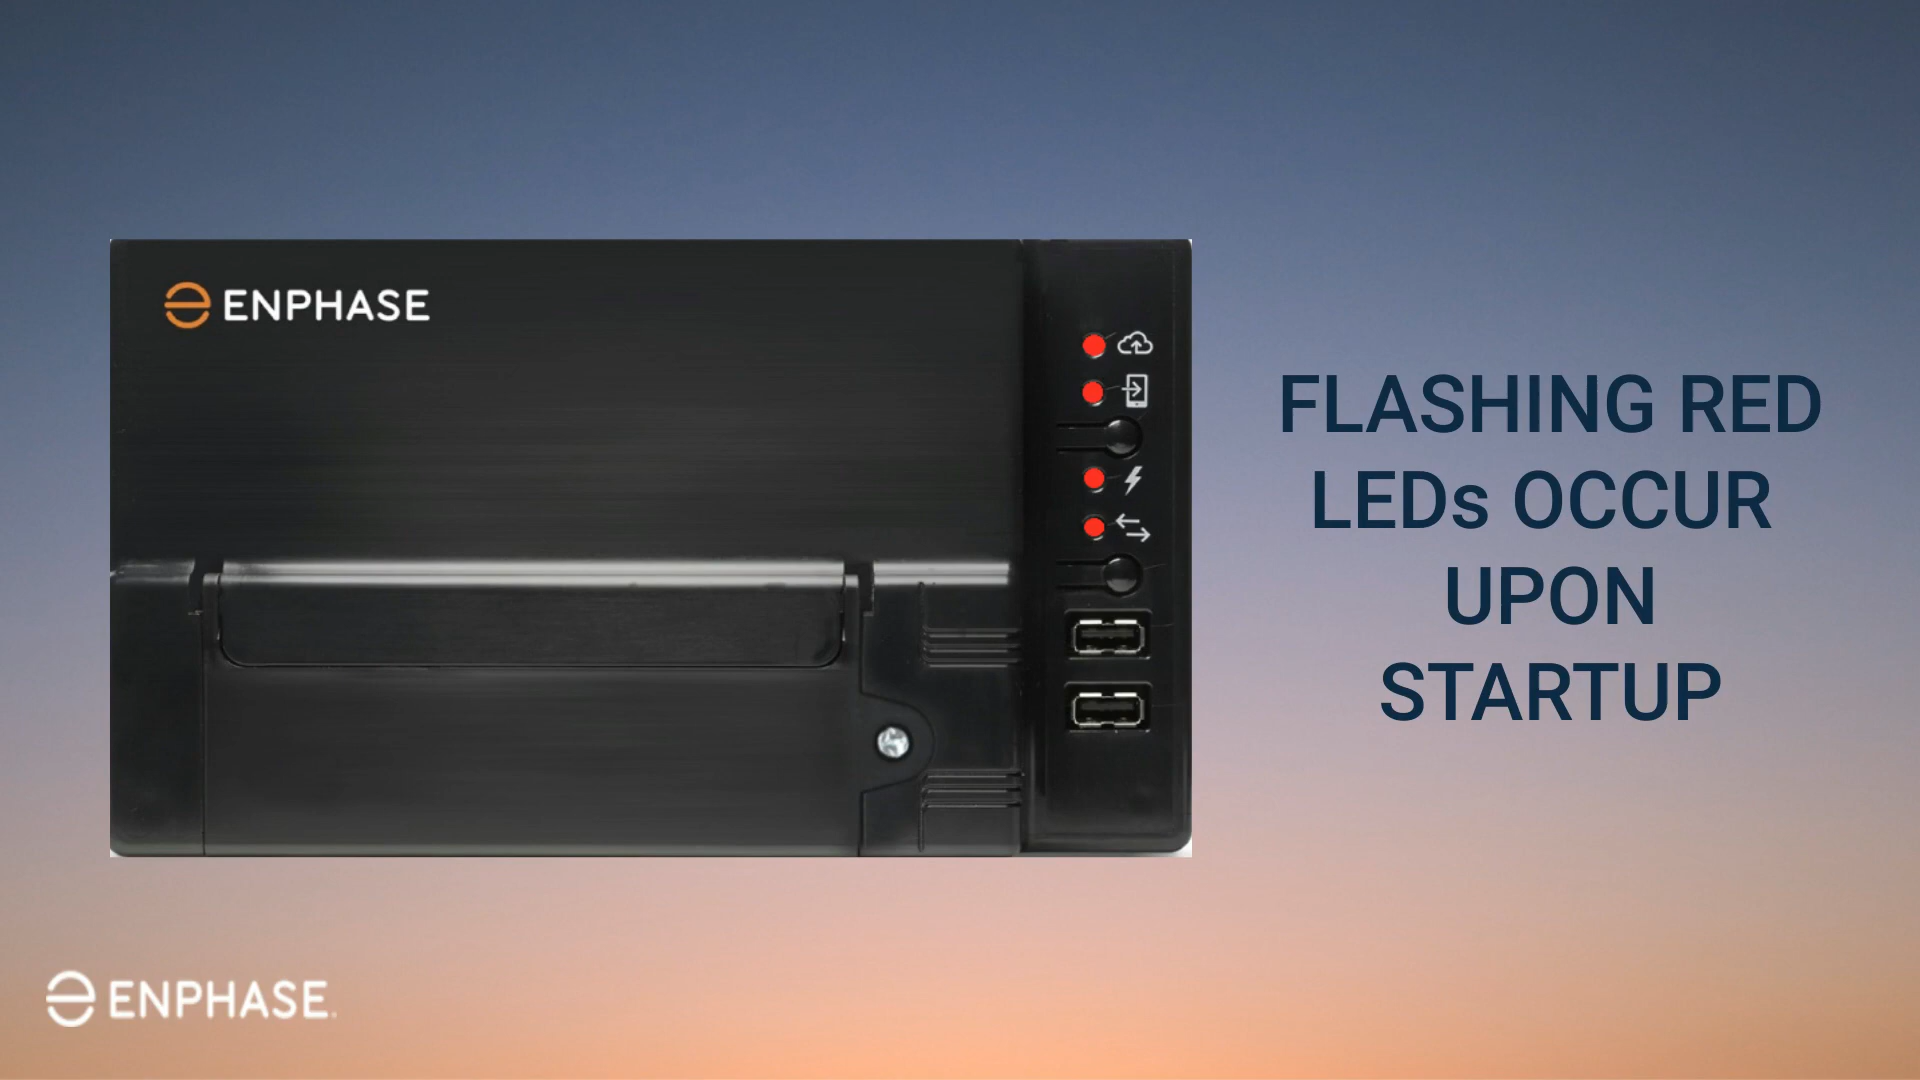 ENPHASE
FLASHING RED
LEDs OCCUR
UPON
STARTUP
ENPHASE.